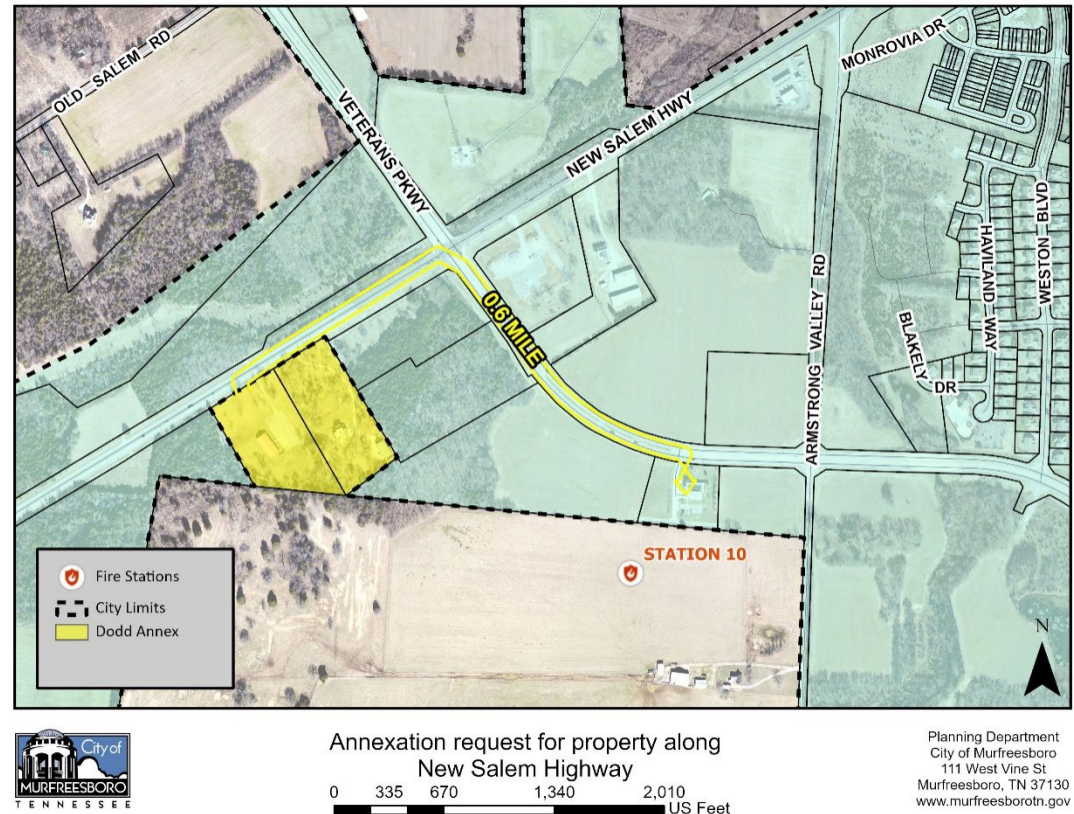 OLD SALEM RD
VETERANS PKWY
NEW SALEM HWY
MONROVIA DR
ARMSTRONG VALLEY RD
HAVILAND WAY
WESTON BLVD
BLAKELY DR
0.6 MILE
STATION 10
Fire Stations
City Limits
Dodd Annex
N
City of
MURFREESBORO
TENNESSEE
Annexation request for property along
New Salem Highway
0 335 670 1,340 2,010
US Feet
Planning Department
City of Murfreesboro
111 West Vine St
Murfreesboro, TN 37130
www.murfreesborotn.gov